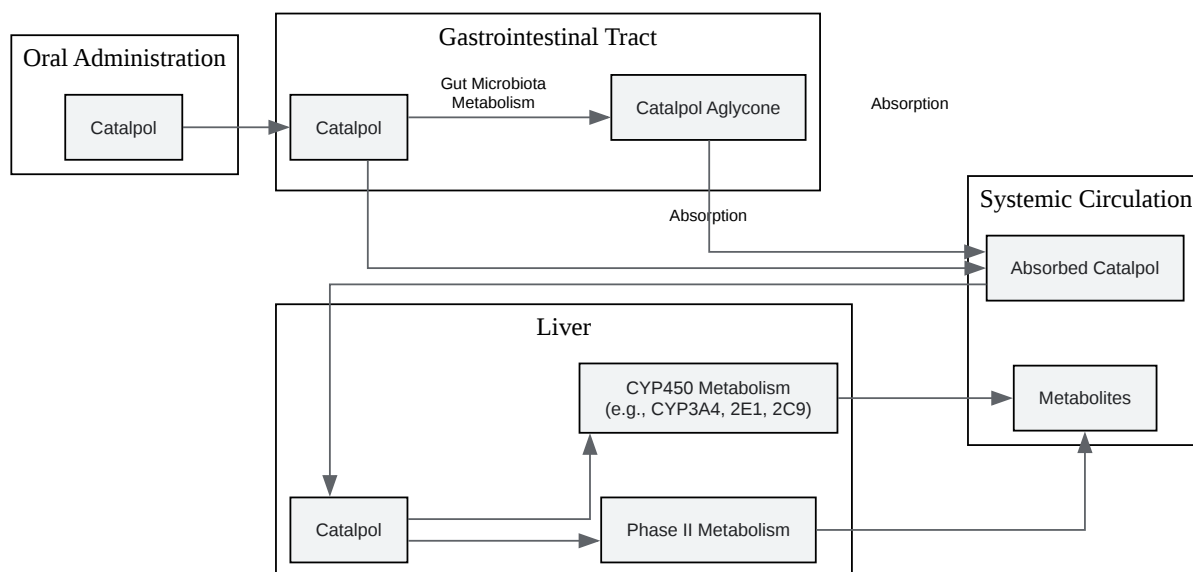 Oral Administration
Catalpol
Gastrointestinal Tract
Catalpol
Gut Microbiota
Metabolism
Catalpol Aglycone
Absorption
Absorption
Systemic Circulation
Absorbed Catalpol
Metabolites
Liver
CYP450 Metabolism
(e.g., CYP3A4, 2E1, 2C9)
Catalpol
Phase II Metabolism